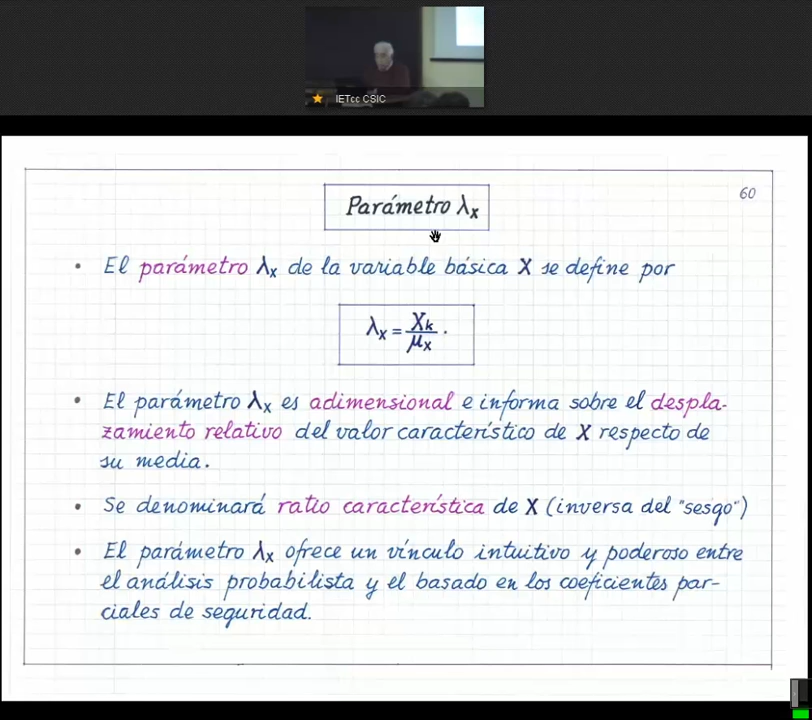 IETcc CSIC
60
Parámetro λx
• El parámetro λx de la variable básica X se define por
λx = Xk / μx .
• El parámetro λx es adimensional e informa sobre el despla-
zamiento relativo del valor característico de X respecto de
su media.
• Se denominará ratio característica de X (inversa del "sesgo")
• El parámetro λx ofrece un vínculo intuitivo y poderoso entre
el análisis probabilista y el basado en los coeficientes par-
ciales de seguridad.